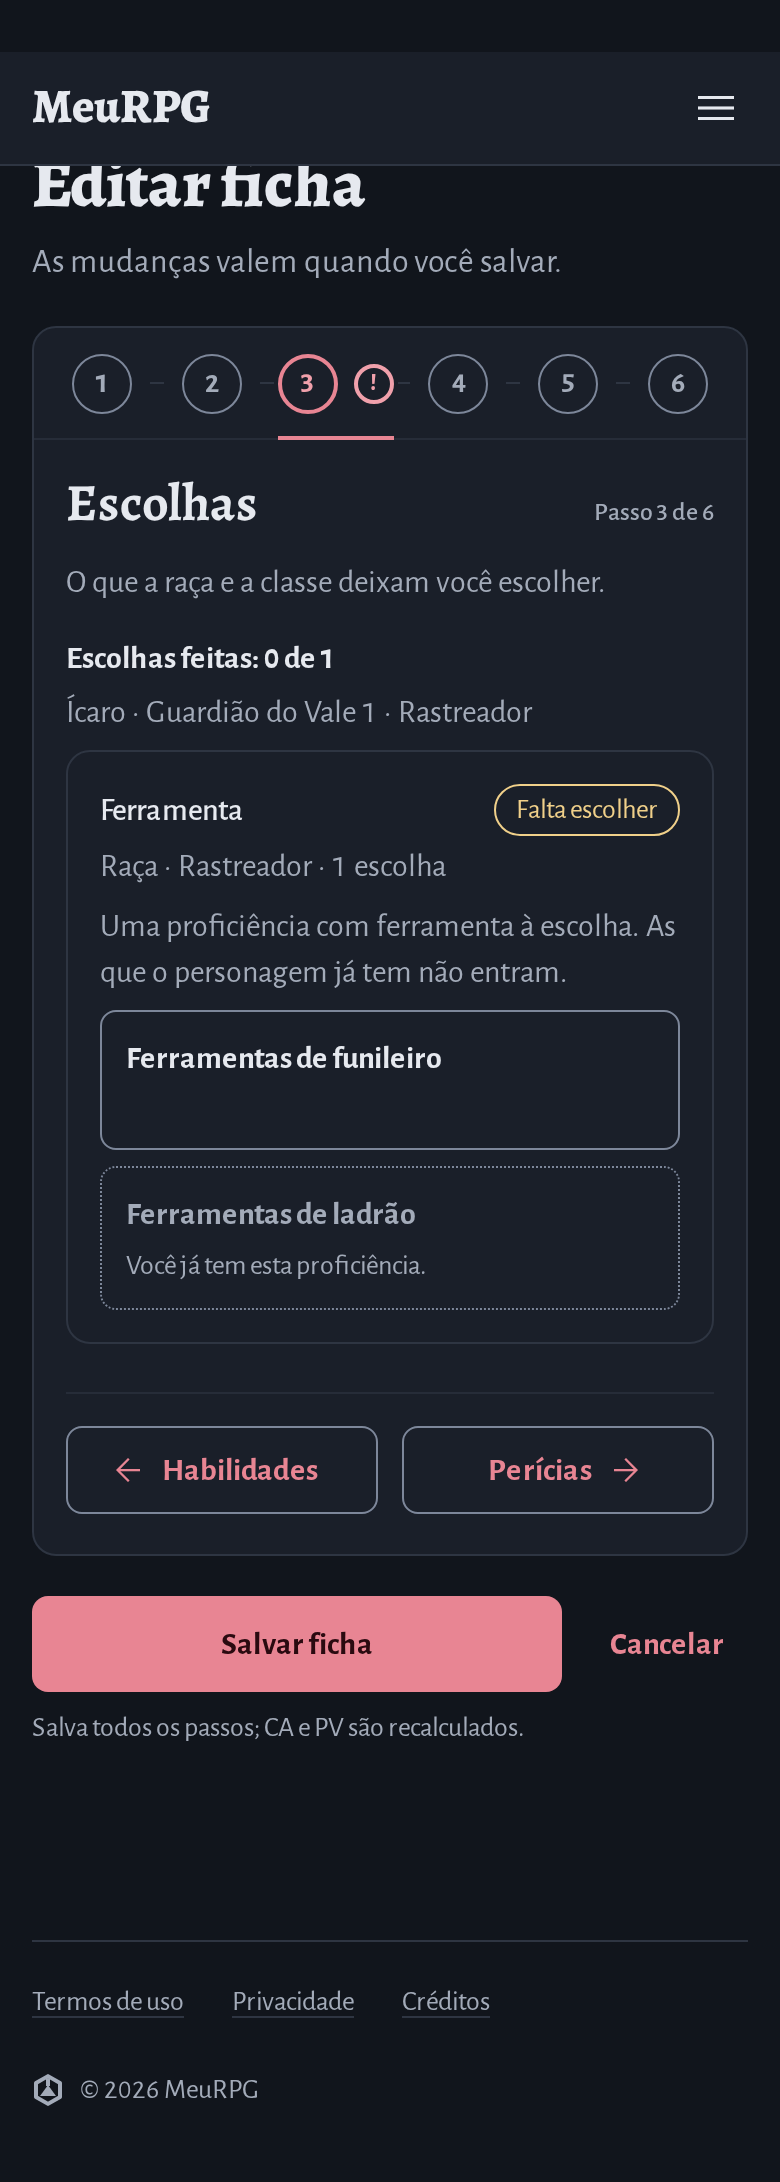 MeuRPG
Editar ficha
As mudanças valem quando você salvar.
1 2 3 ! 4 5 6
Escolhas
Passo 3 de 6
O que a raça e a classe deixam você escolher.
Escolhas feitas: 0 de 1
Ícaro · Guardião do Vale 1 · Rastreador
Ferramenta
Falta escolher
Raça · Rastreador · 1 escolha
Uma proficiência com ferramenta à escolha. As
que o personagem já tem não entram.
Ferramentas de funileiro
Ferramentas de ladrão
Você já tem esta proficiência.
← Habilidades
Perícias →
Salvar ficha
Cancelar
Salva todos os passos; CA e PV são recalculados.
Termos de uso
Privacidade
Créditos
© 2026 MeuRPG